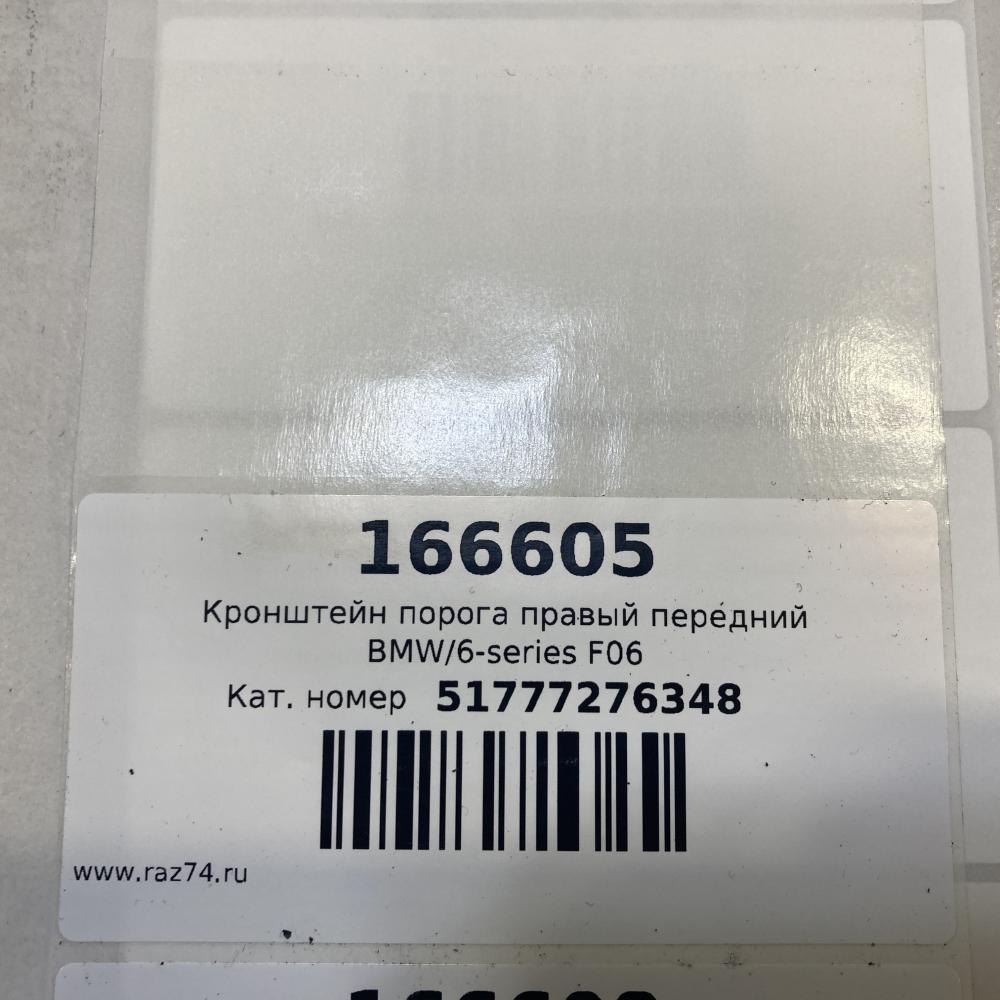 166605
Кронштейн порога правый передний
BMW/6-series F06
Кат. номер 51777276348
www.raz74.ru